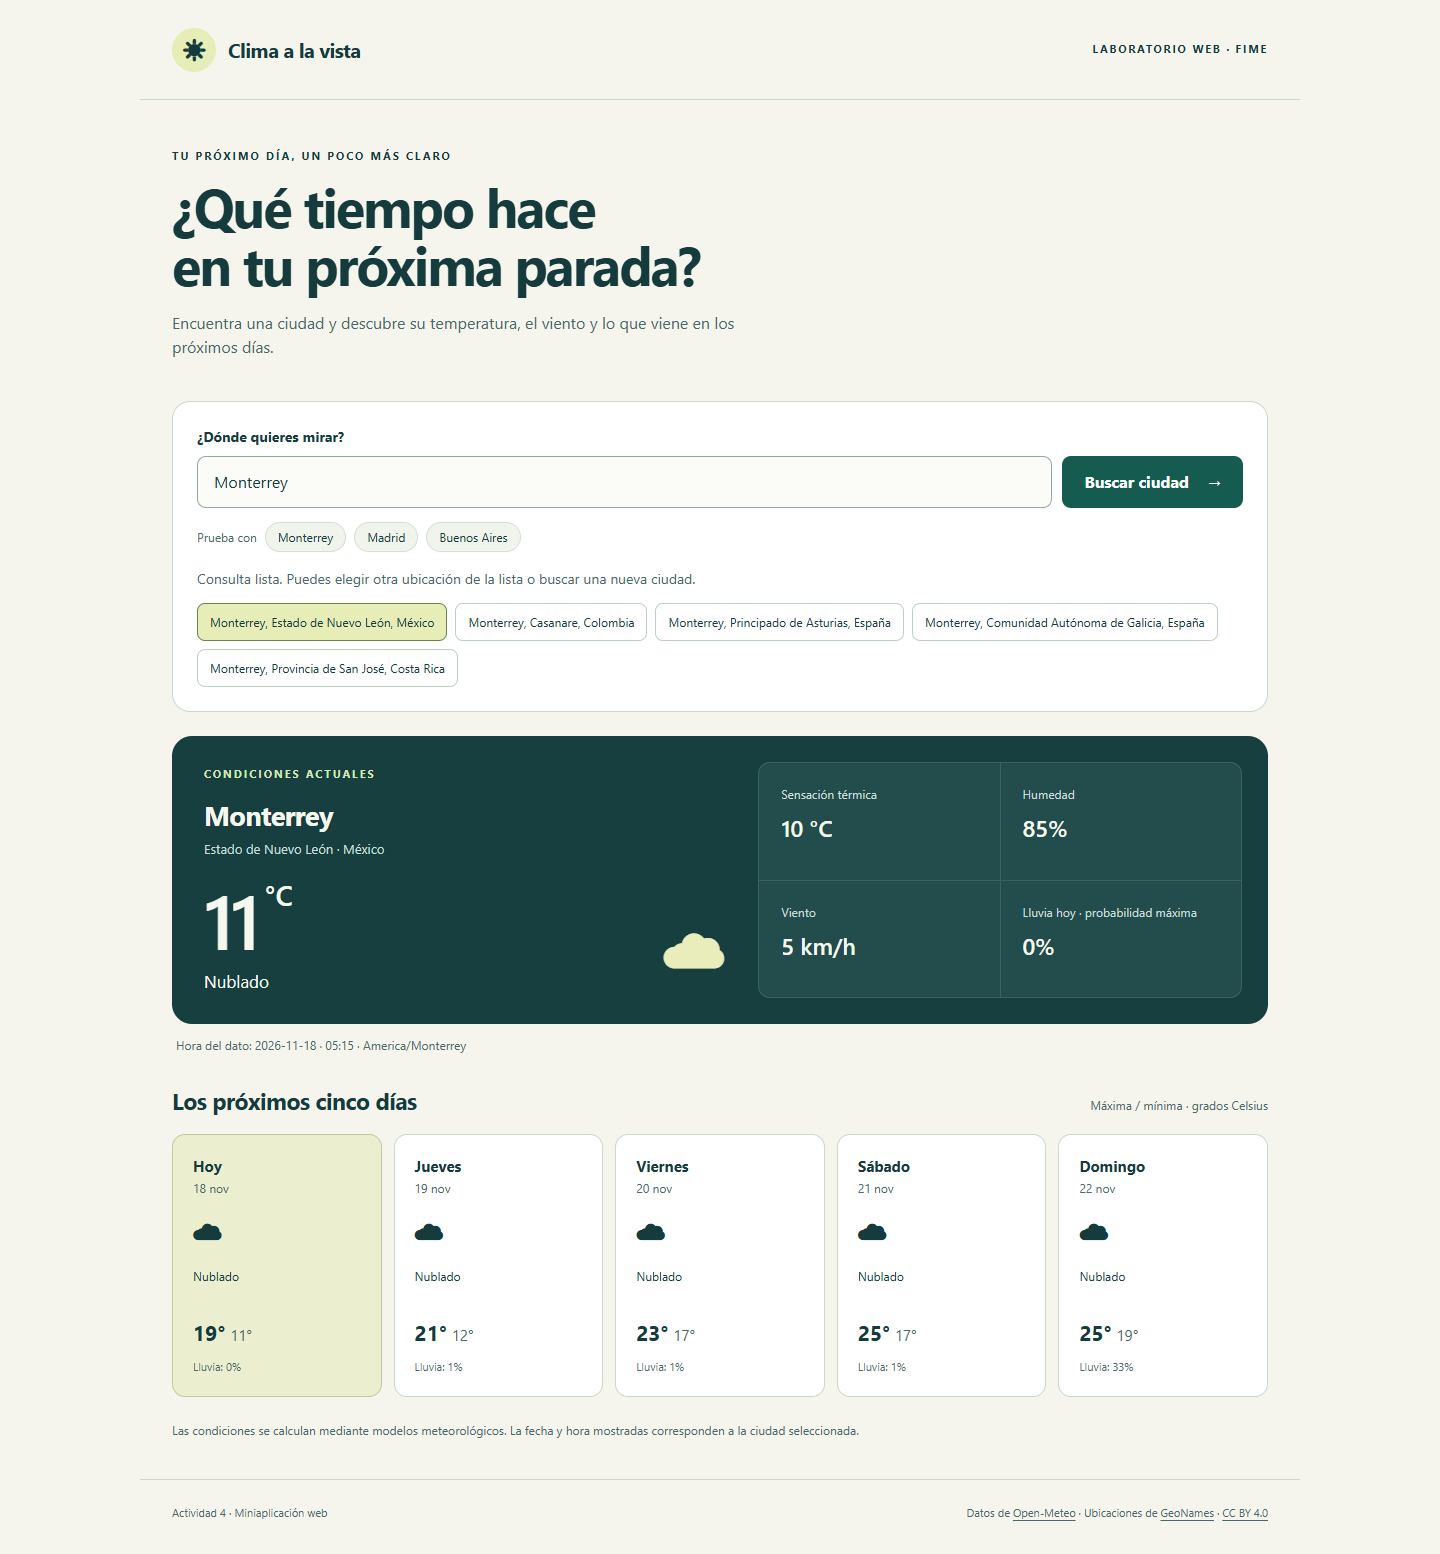 Clima a la vista
LABORATORIO WEB · FIME
TU PRÓXIMO DÍA, UN POCO MÁS CLARO
¿Qué tiempo hace
en tu próxima parada?
Encuentra una ciudad y descubre su temperatura, el viento y lo que viene en los
próximos días.
¿Dónde quieres mirar?
Monterrey
Buscar ciudad →
Prueba con Monterrey Madrid Buenos Aires
Consulta lista. Puedes elegir otra ubicación de la lista o buscar una nueva ciudad.
Monterrey, Estado de Nuevo León, México
Monterrey, Casanare, Colombia
Monterrey, Principado de Asturias, España
Monterrey, Comunidad Autónoma de Galicia, España
Monterrey, Provincia de San José, Costa Rica
CONDICIONES ACTUALES
Monterrey
Estado de Nuevo León · México
11 °C
Nublado
Sensación térmica
10 °C
Humedad
85%
Viento
5 km/h
Lluvia hoy · probabilidad máxima
0%
Hora del dato: 2026-11-18 · 05:15 · America/Monterrey
Los próximos cinco días
Máxima / mínima · grados Celsius
Hoy
18 nov
Nublado
19° 11°
Lluvia: 0%
Jueves
19 nov
Nublado
21° 12°
Lluvia: 1%
Viernes
20 nov
Nublado
23° 17°
Lluvia: 1%
Sábado
21 nov
Nublado
25° 17°
Lluvia: 1%
Domingo
22 nov
Nublado
25° 19°
Lluvia: 33%
Las condiciones se calculan mediante modelos meteorológicos. La fecha y hora mostradas corresponden a la ciudad seleccionada.
Actividad 4 · Miniaplicación web
Datos de Open-Meteo · Ubicaciones de GeoNames · CC BY 4.0